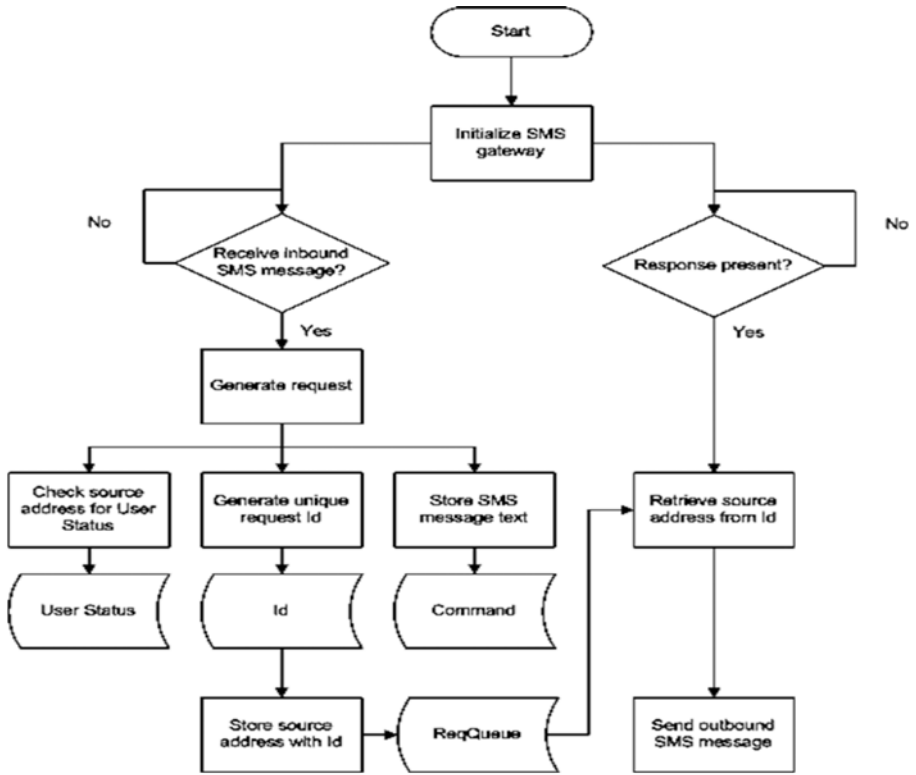 Start
Initialize SMS
gateway
No
Receive inbound
SMS message?
Yes
Response present?
No
Yes
Generate request
Check source
address for User
Status
Generate unique
request Id
Store SMS
message text
Retrieve source
address from Id
User Status
Id
Command
Store source
address with Id
ReqQueue
Send outbound
SMS message